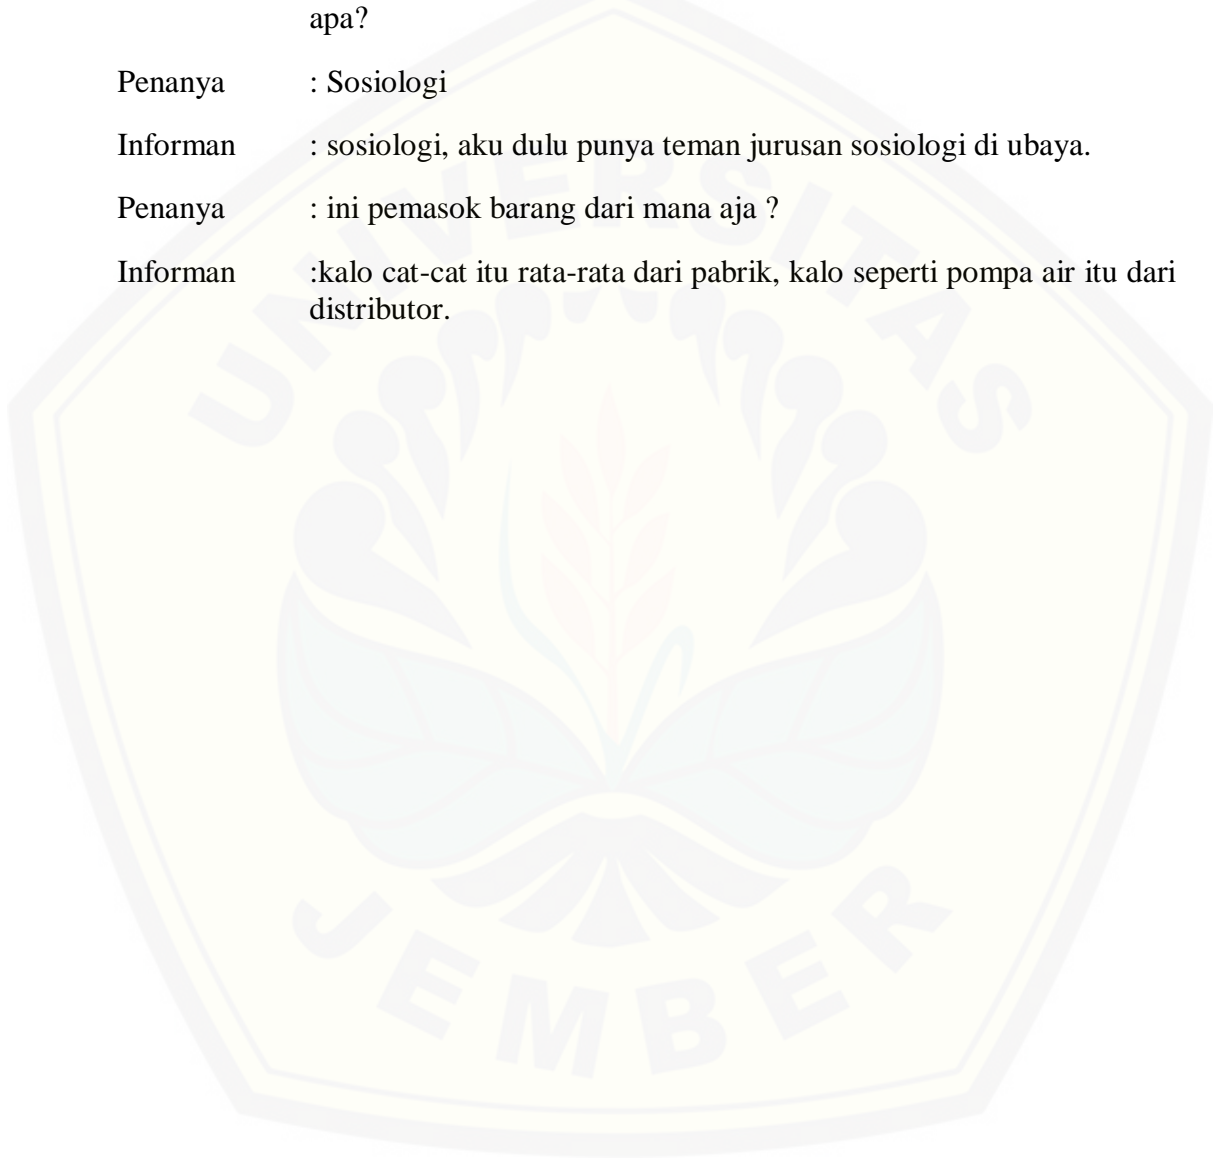 apa?
Penanya : Sosiologi
Informan : sosiologi, aku dulu punya teman jurusan sosiologi di ubaya.
Penanya : ini pemasok barang dari mana aja ?
Informan :kalo cat-cat itu rata-rata dari pabrik, kalo seperti pompa air itu dari
distributor.
UNIVERSITAS
JEMBER